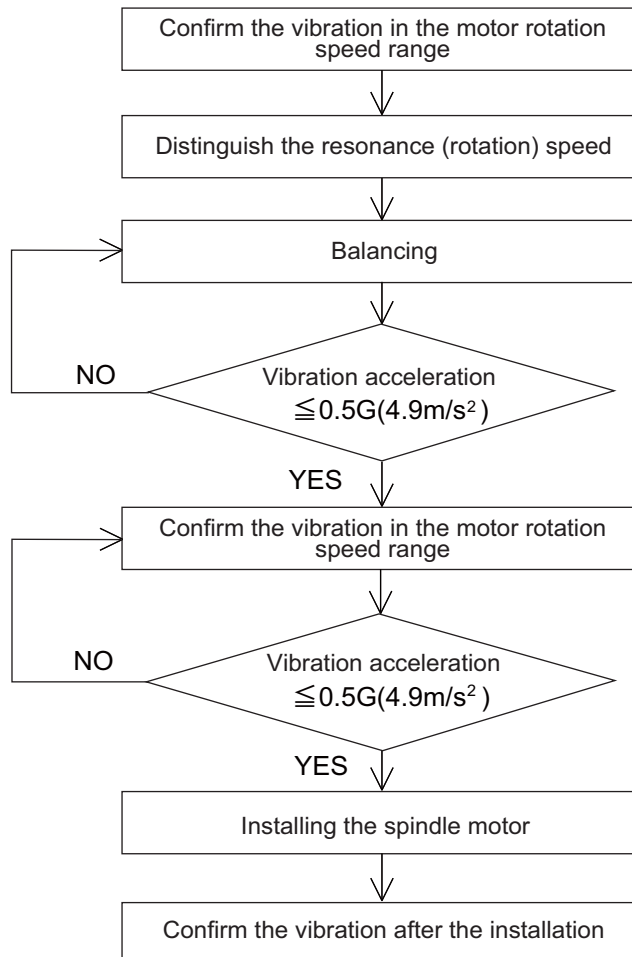 Confirm the vibration in the motor rotation
speed range
Distinguish the resonance (rotation) speed
Balancing
NO
Vibration acceleration
≦0.5G(4.9m/s²)
YES
Confirm the vibration in the motor rotation
speed range
NO
Vibration acceleration
≦0.5G(4.9m/s²)
YES
Installing the spindle motor
Confirm the vibration after the installation